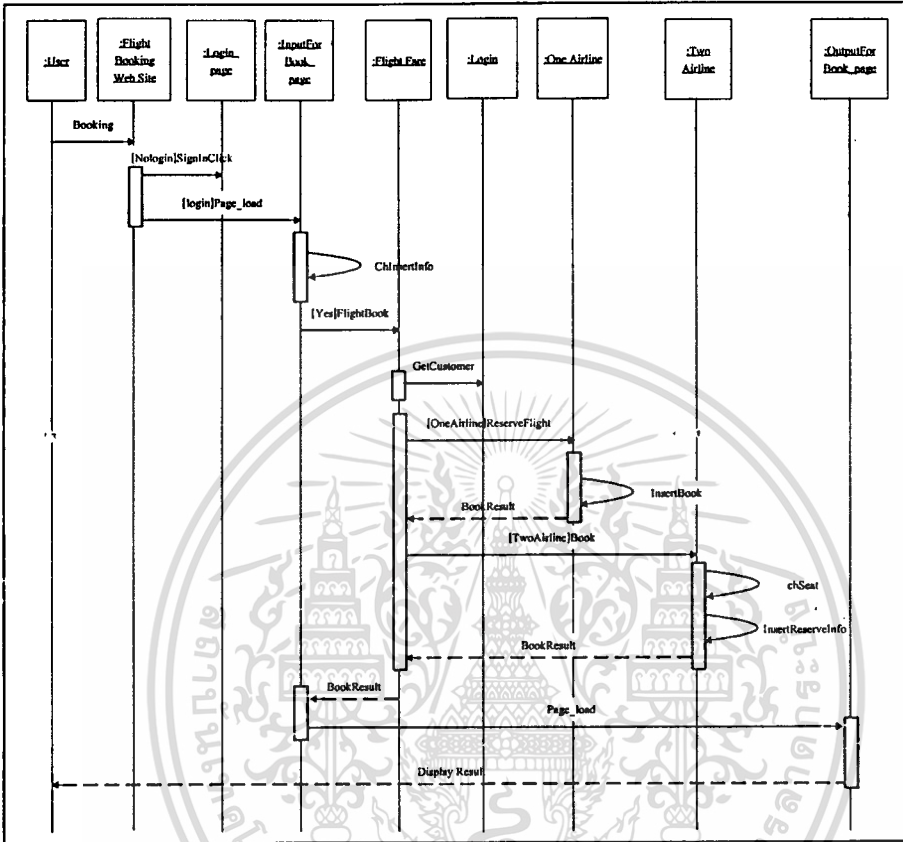 :User
:Flight
Booking
Web Site
:Login_
page
:InputFor
Book_
page
:Flight Fare
:Login
:One Airline
:Two
Airline
:OutputFor
Book_page
Booking
[Nologin]SignInClick
[login]Page_load
ChInsertInfo
[Yes]FlightBook
GetCustomer
[OneAirline]ReserveFlight
InsertBook
BookResult
[TwoAirline]Book
chSeat
InsertReserveInfo
BookResult
BookResult
Page_load
Display Result